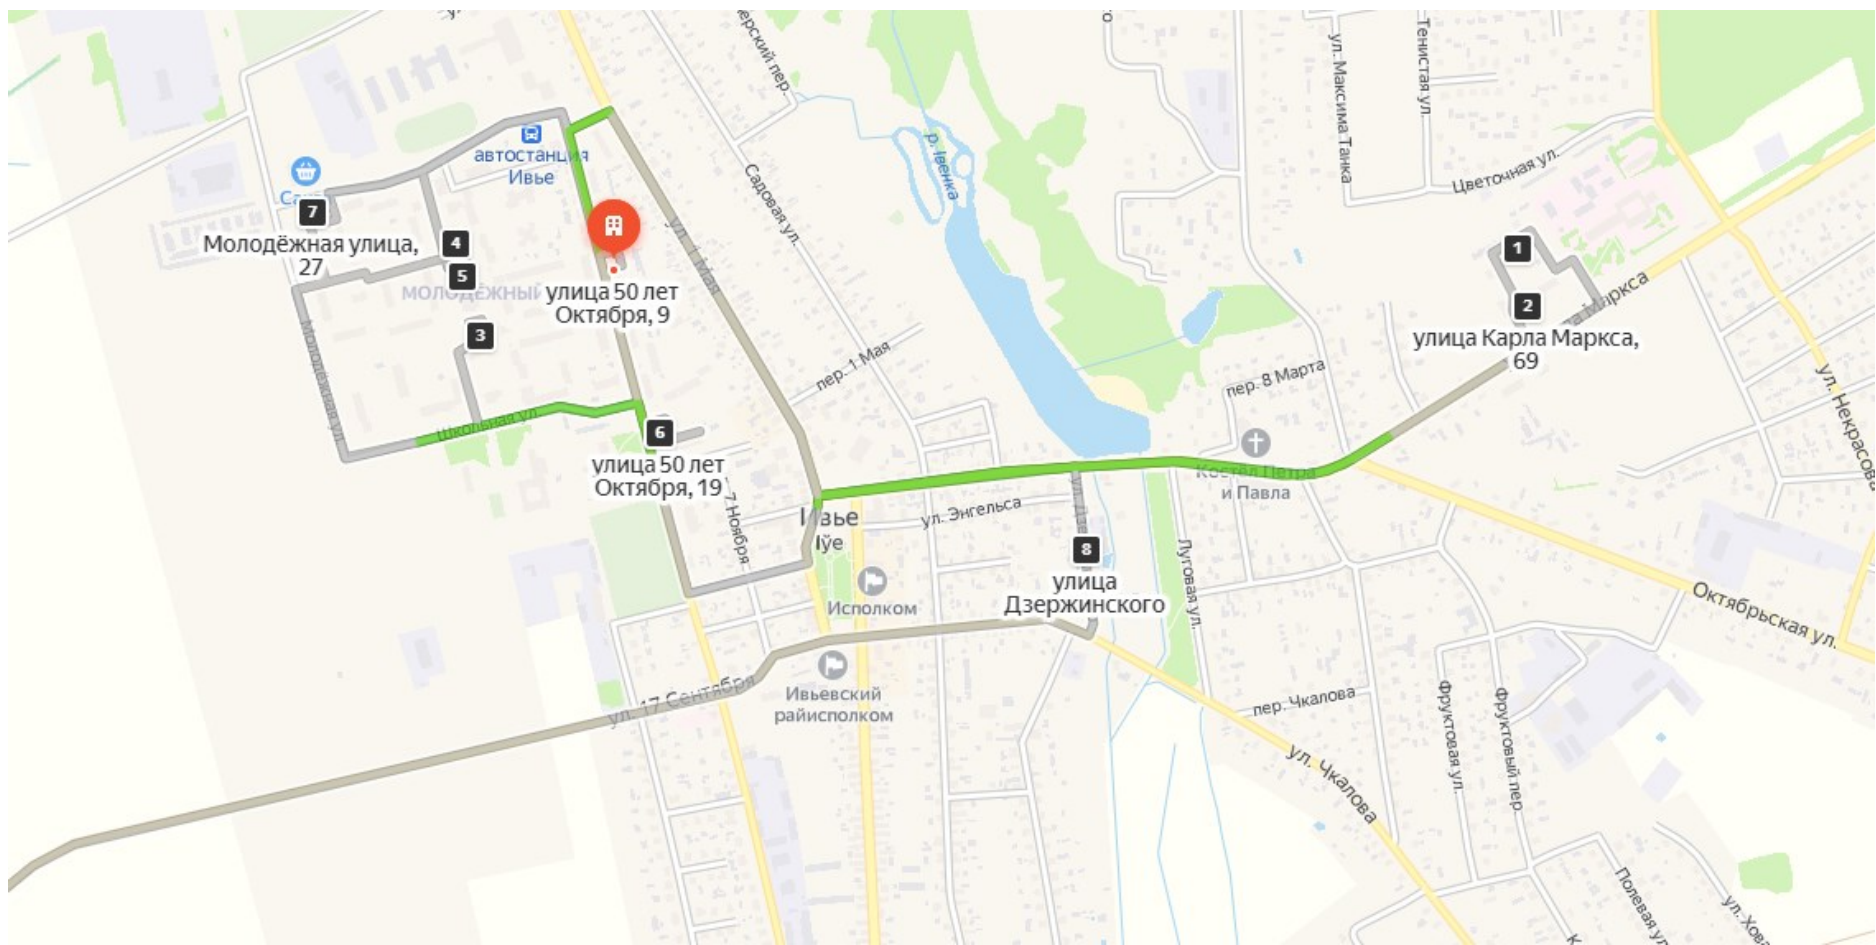 ул. Максима Танка
Тенистая ул.
р. Івенка
автостанция
Ивье
Садовая ул.
Цветочная ул.
7
4
1
Молодёжная улица,
27
5
ул. 1 Мая
2
улица 50 лет
Октября, 9
Маркса
3
улица Карла Маркса,
69
Молодёжная ул.
пер. 1 Мая
пер. 8 Марта
ул. Некрасова
Школьная ул.
6
улица 50 лет
Октября, 19
Костёл Петра
и Павла
7 Ноября
ул. Энгельса
8
Луговая ул.
Исполком
улица
Дзержинского
Октябрьская ул.
ул. 17 Сентября
Ивьевский
райисполком
пер. Чкалова
Фруктовая ул.
Фруктовый пер.
ул. Чкалова
Полевая